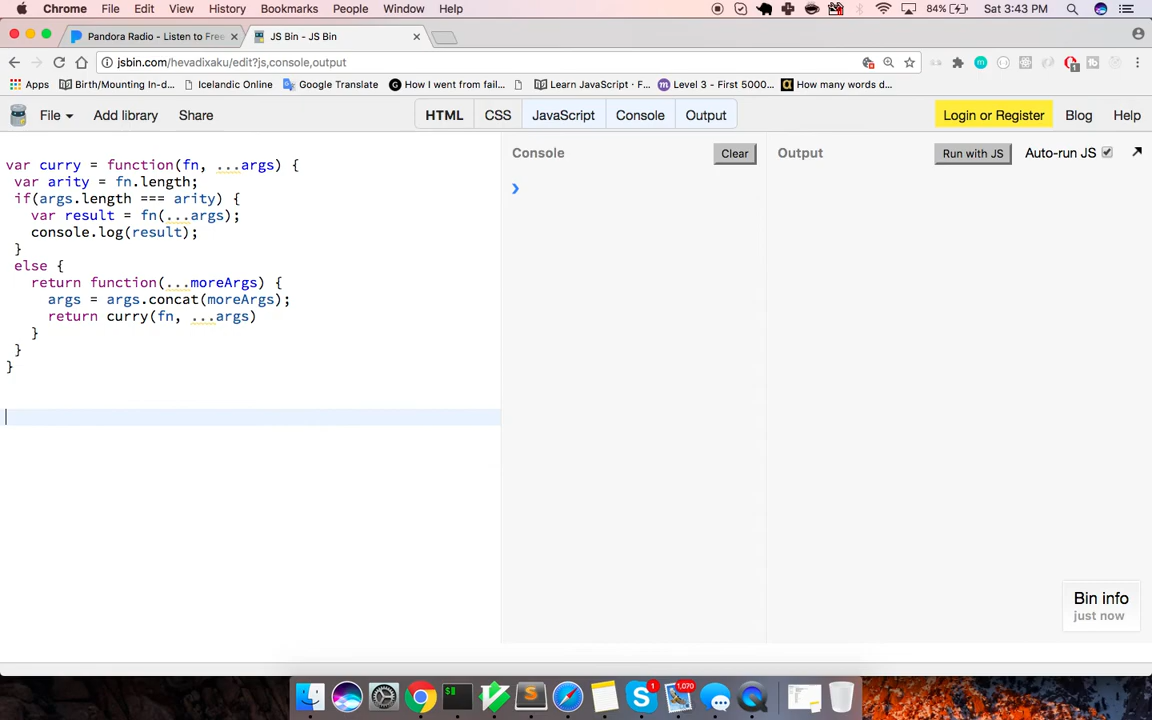 Chrome File Edit View History Bookmarks People Window Help 84% Sat 3:43 PM
Pandora Radio - Listen to Free JS Bin - JS Bin
jsbin.com/hevadixaku/edit?js,console,output
Apps Birth/Mounting In-d... Icelandic Online Google Translate How I went from fail... Learn JavaScript - F... Level 3 - First 5000... How many words d...
File Add library Share HTML CSS JavaScript Console Output Login or Register Blog Help
Console Clear Output Run with JS Auto-run JS
var curry = function(fn, ...args) {
var arity = fn.length;
if(args.length === arity) {
var result = fn(...args);
console.log(result);
}
else {
return function(...moreArgs) {
args = args.concat(moreArgs);
return curry(fn, ...args)
}
}
}
Bin info
just now
1
1,070